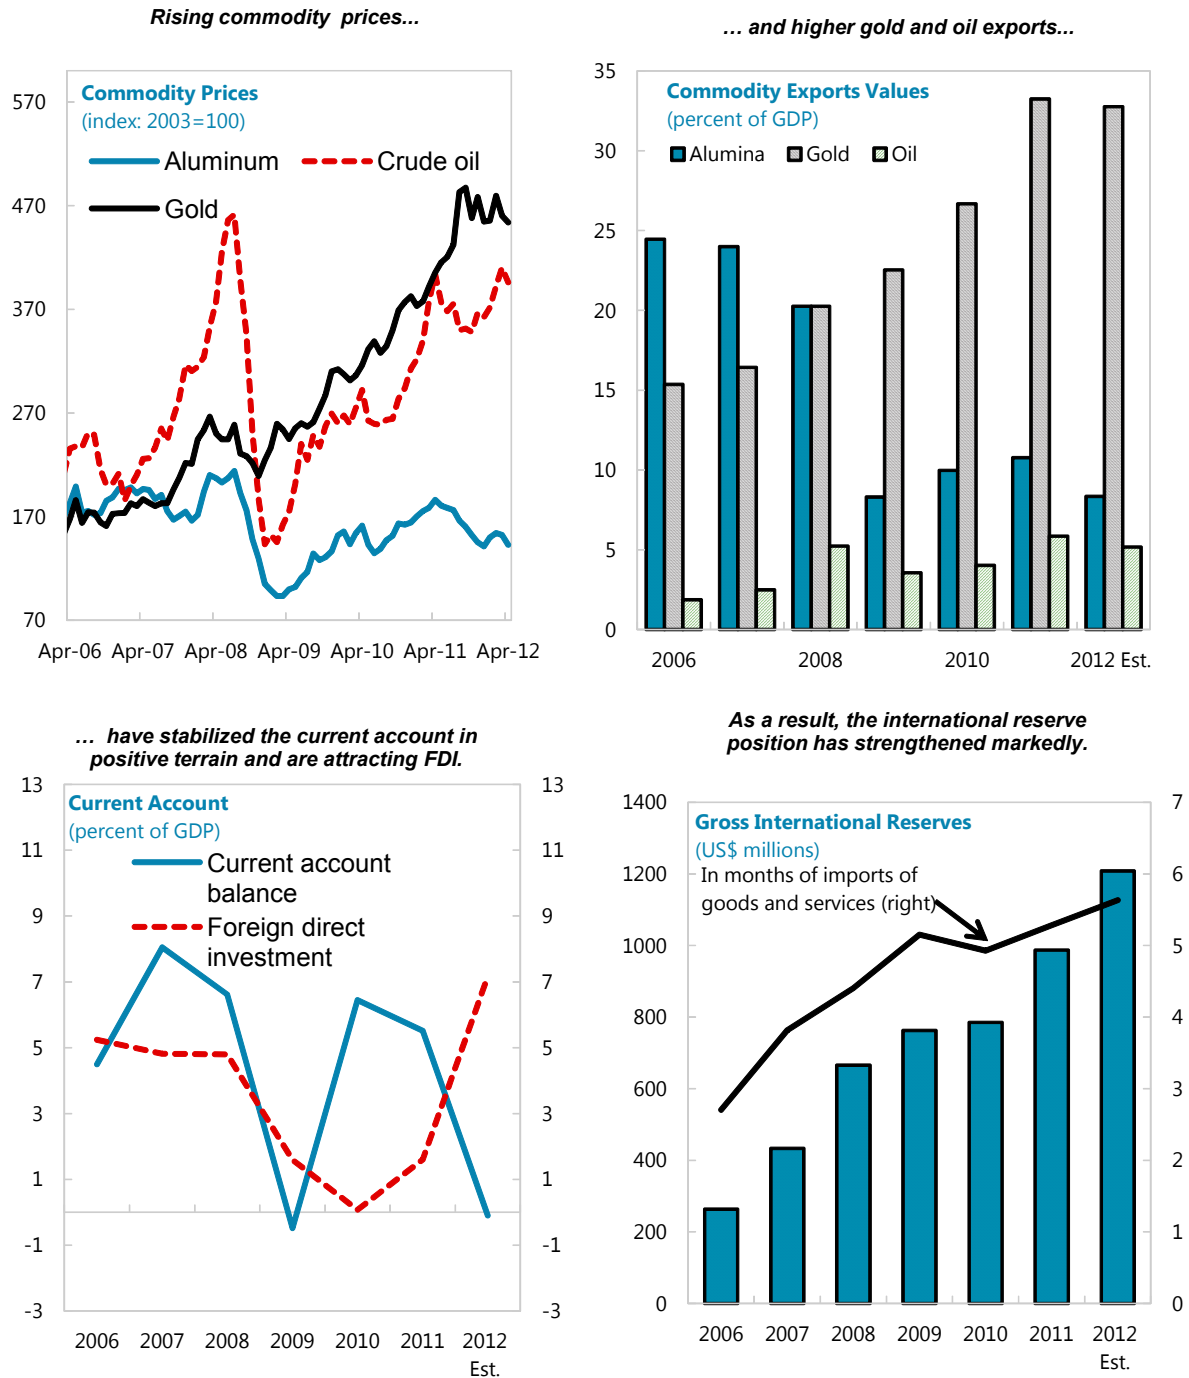 Rising commodity prices...
570
470
370
270
170
70
Commodity Prices
(index: 2003=100)
Aluminum
Crude oil
Gold
Apr-06 Apr-07 Apr-08 Apr-09 Apr-10 Apr-11 Apr-12
... and higher gold and oil exports...
35
30
25
20
15
10
5
0
Commodity Exports Values
(percent of GDP)
Alumina Gold Oil
2006 2008 2010 2012 Est.
... have stabilized the current account in
positive terrain and are attracting FDI.
13
11
9
7
5
3
1
-1
-3
Current Account
(percent of GDP)
Current account
balance
Foreign direct
investment
13
11
9
7
5
3
1
-1
-3
2006 2007 2008 2009 2010 2011 2012
Est.
As a result, the international reserve
position has strengthened markedly.
1400
1200
1000
800
600
400
200
0
Gross International Reserves
(US$ millions)
In months of imports of
goods and services (right)
7
6
5
4
3
2
1
0
2006 2007 2008 2009 2010 2011 2012
Est.